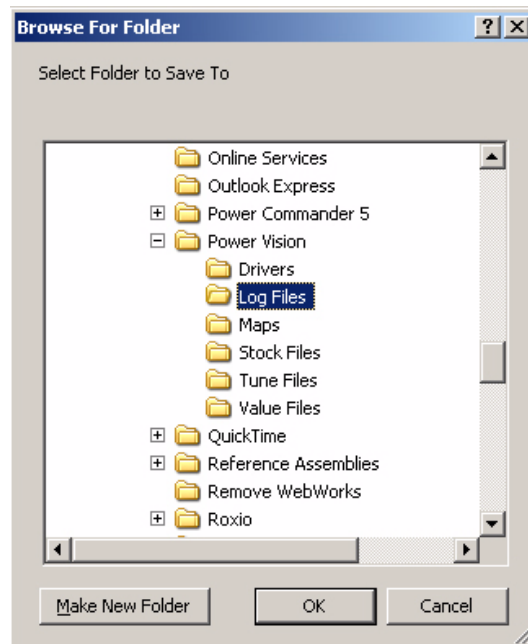 Browse For Folder
Select Folder to Save To
Online Services
Outlook Express
Power Commander 5
Power Vision
Drivers
Log Files
Maps
Stock Files
Tune Files
Value Files
QuickTime
Reference Assemblies
Remove WebWorks
Roxio
Make New Folder
OK
Cancel